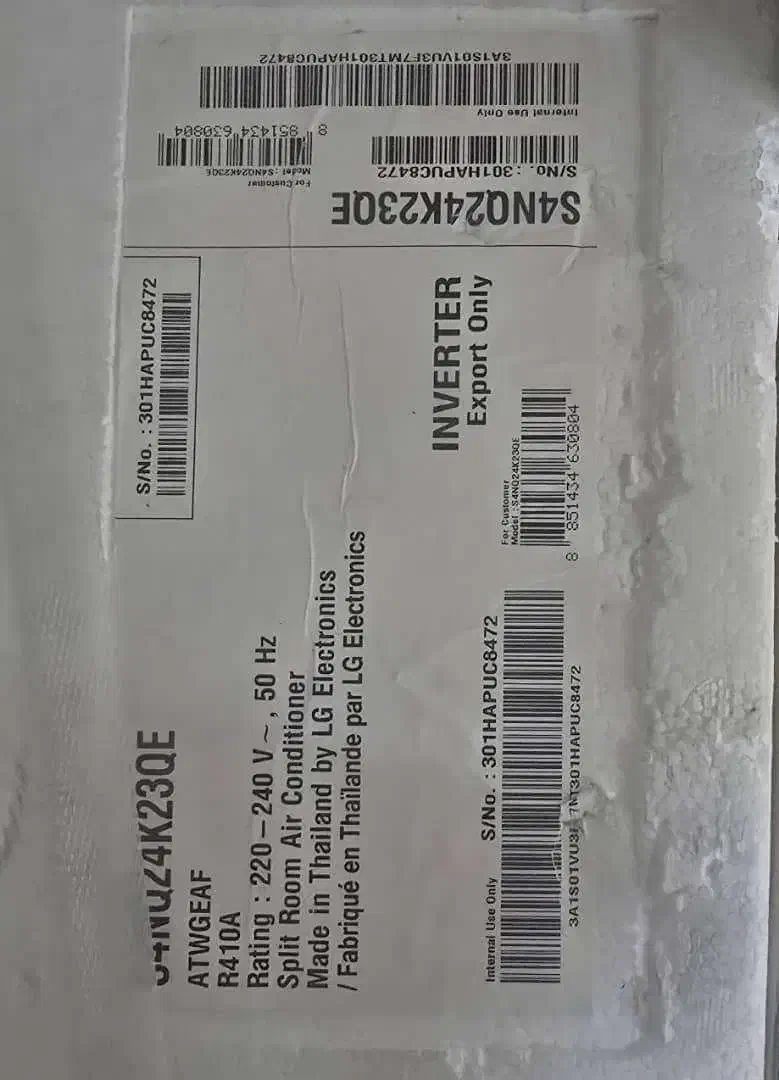 S4NQ24K23QE
S/No. : 301HAPUC8472
Internal Use Only
3A1S01VU3F7MT301HAPUC8472
For Customer
Model : S4NQ24K23QE
8 851434 630804
S/No. : 301HAPUC8472
S4NQ24K23QE
ATWGEAF
R410A
Rating : 220-240 V ~, 50 Hz
Split Room Air Conditioner
Made in Thailand by LG Electronics
/ Fabriqué en Thaïlande par LG Electronics
INVERTER
Export Only
Internal Use Only
S/No. : 301HAPUC8472
3A1S01VU3F7MT301HAPUC8472
For Customer
Model : S4NQ24K23QE
8 851434 630804